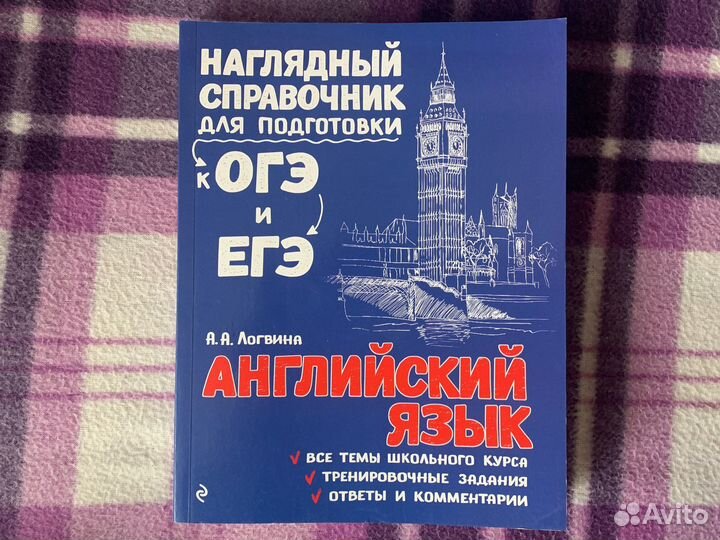 НАГЛЯДНЫЙ
СПРАВОЧНИК
ДЛЯ ПОДГОТОВКИ
К ОГЭ
И
ЕГЭ
А.А. ЛОГВИНА
АНГЛИЙСКИЙ
ЯЗЫК
ВСЕ ТЕМЫ ШКОЛЬНОГО КУРСА
ТРЕНИРОВОЧНЫЕ ЗАДАНИЯ
ОТВЕТЫ И КОММЕНТАРИИ
Avito